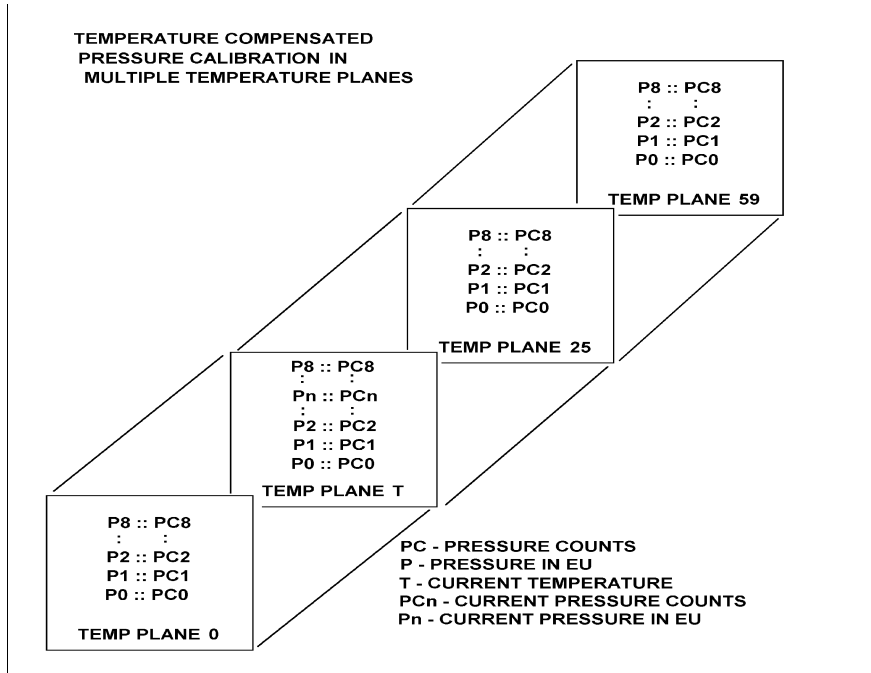 TEMPERATURE COMPENSATED
PRESSURE CALIBRATION IN
MULTIPLE TEMPERATURE PLANES
P8 :: PC8
: :
P2 :: PC2
P1 :: PC1
P0 :: PC0
TEMP PLANE 59
P8 :: PC8
: :
P2 :: PC2
P1 :: PC1
P0 :: PC0
TEMP PLANE 25
P8 :: PC8
: :
Pn :: PCn
: :
P2 :: PC2
P1 :: PC1
P0 :: PC0
TEMP PLANE T
P8 :: PC8
: :
P2 :: PC2
P1 :: PC1
P0 :: PC0
TEMP PLANE 0
PC - PRESSURE COUNTS
P - PRESSURE IN EU
T - CURRENT TEMPERATURE
PCn - CURRENT PRESSURE COUNTS
Pn - CURRENT PRESSURE IN EU